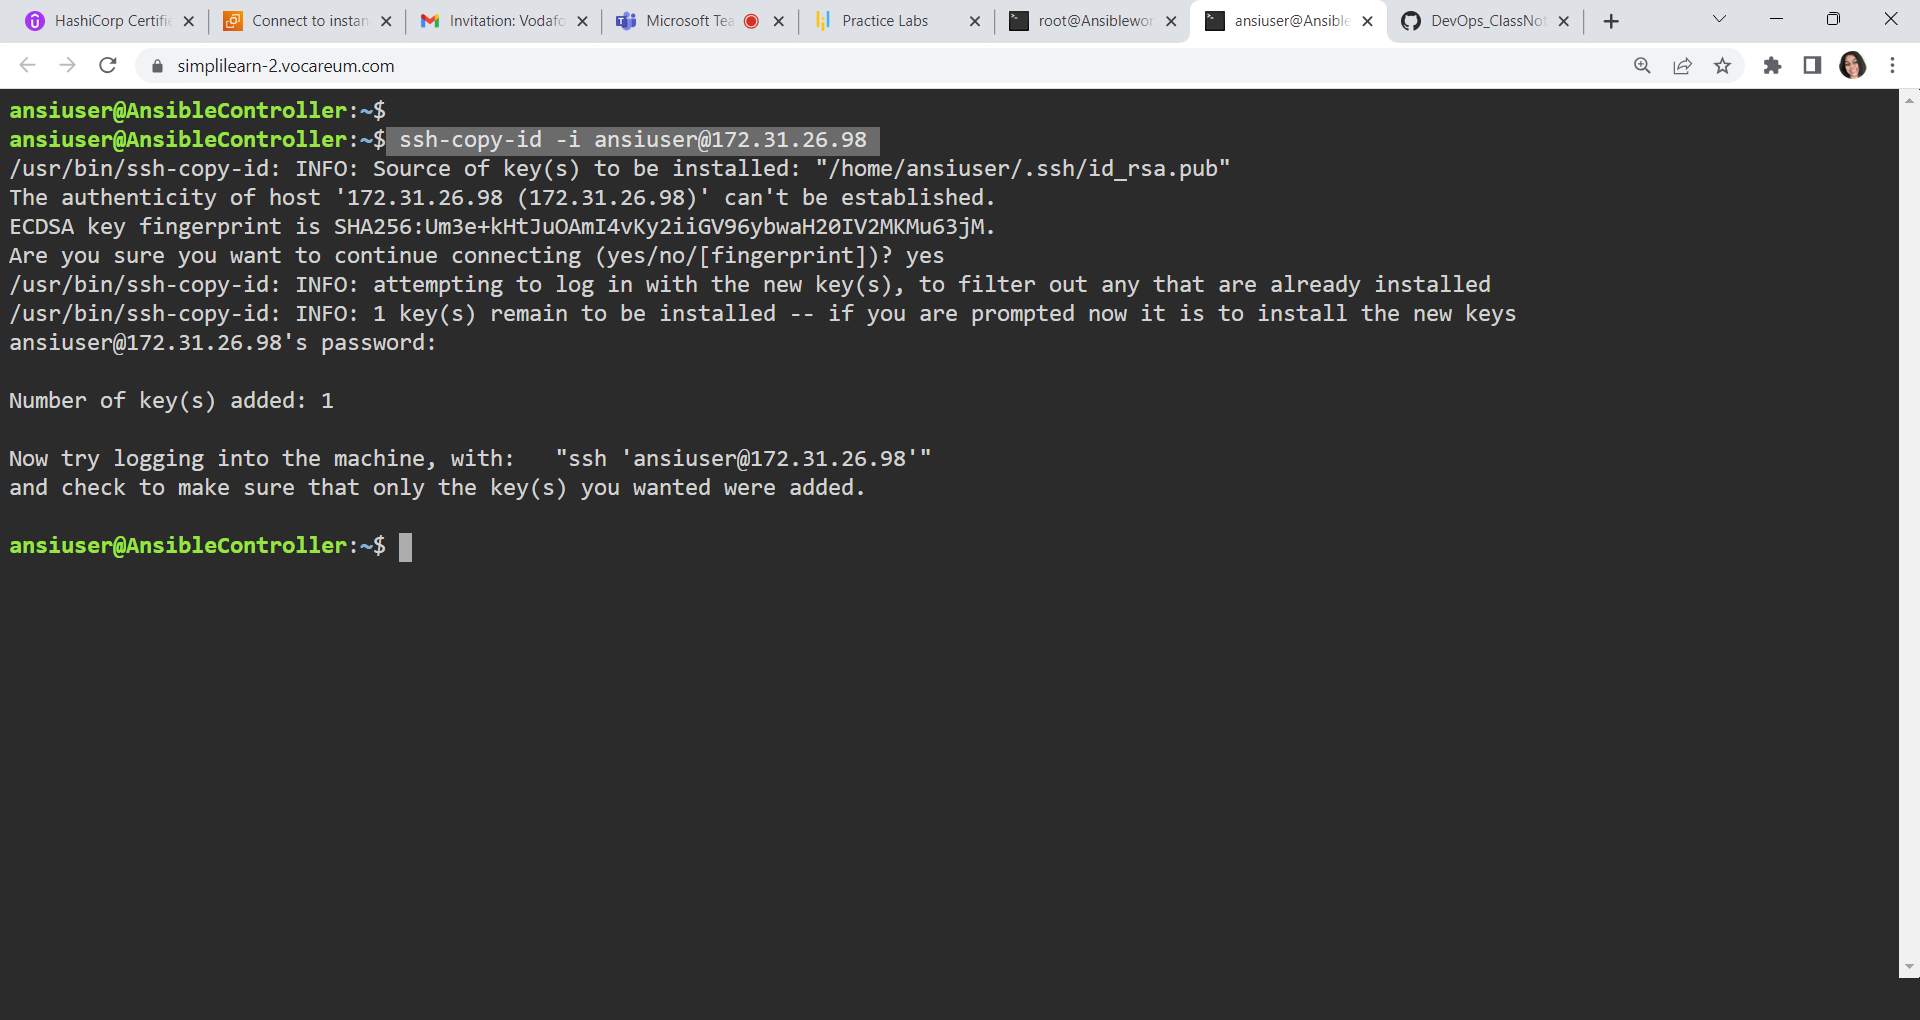 HashiCorp Certifi
Connect to instan
Invitation: Vodafo
Microsoft Tea
Practice Labs
root@Ansiblewor
ansiuser@Ansible
DevOps_ClassNot
simplilearn-2.vocareum.com
ansiuser@AnsibleController:~$
ansiuser@AnsibleController:~$ ssh-copy-id -i ansiuser@172.31.26.98
/usr/bin/ssh-copy-id: INFO: Source of key(s) to be installed: "/home/ansiuser/.ssh/id_rsa.pub"
The authenticity of host '172.31.26.98 (172.31.26.98)' can't be established.
ECDSA key fingerprint is SHA256:Um3e+kHtJuOAmI4vKy2iiGV96ybwaH20IV2MKMu63jM.
Are you sure you want to continue connecting (yes/no/[fingerprint])? yes
/usr/bin/ssh-copy-id: INFO: attempting to log in with the new key(s), to filter out any that are already installed
/usr/bin/ssh-copy-id: INFO: 1 key(s) remain to be installed -- if you are prompted now it is to install the new keys
ansiuser@172.31.26.98's password:
Number of key(s) added: 1
Now try logging into the machine, with:   "ssh 'ansiuser@172.31.26.98'"
and check to make sure that only the key(s) you wanted were added.
ansiuser@AnsibleController:~$